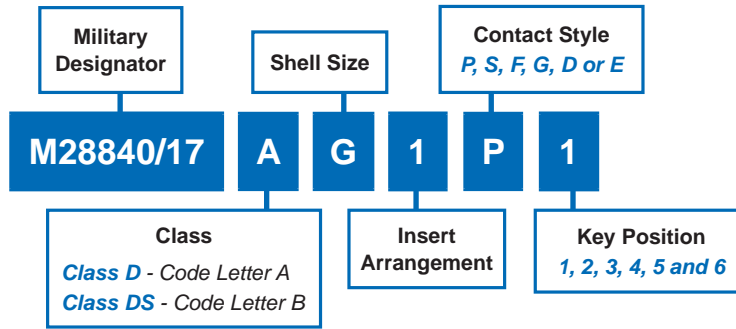 Military
Designator
Shell Size
Contact Style
P, S, F, G, D or E
M28840/17 A G 1 P 1
Class
Class D - Code Letter A
Class DS - Code Letter B
Insert
Arrangement
Key Position
1, 2, 3, 4, 5 and 6